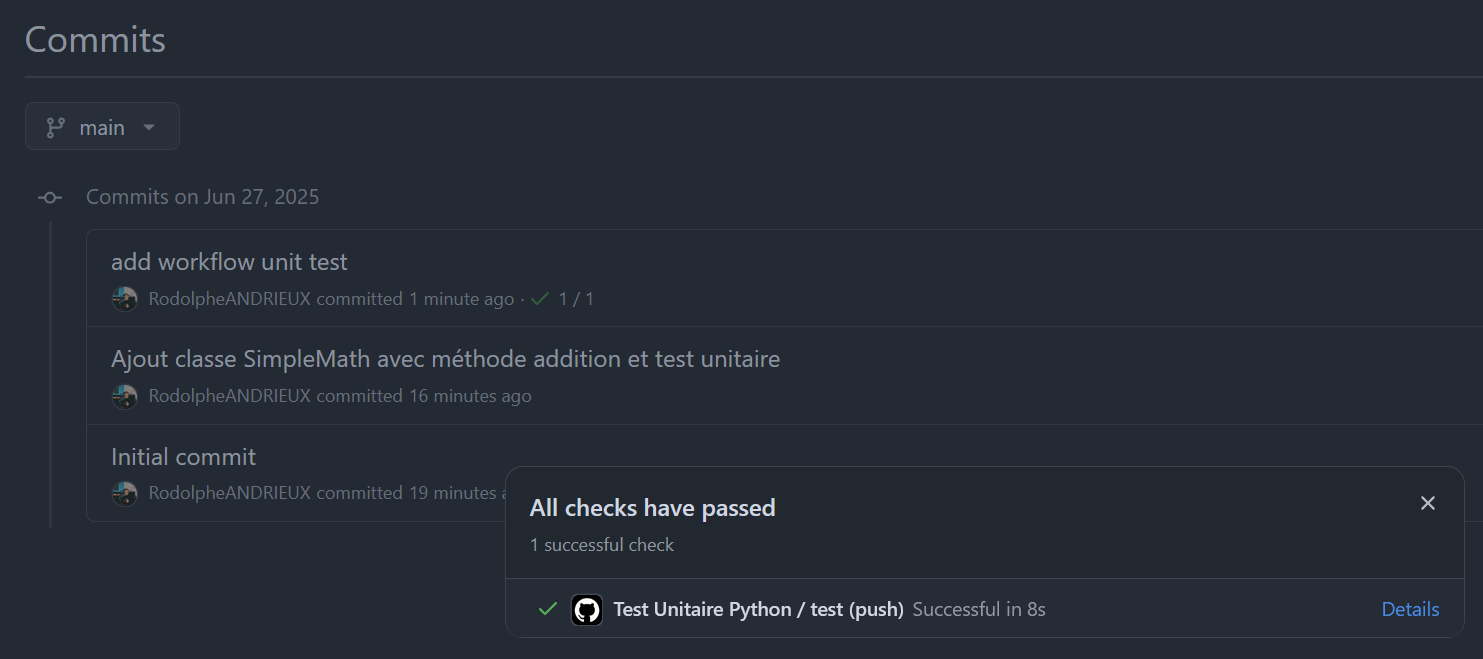 Commits
main
Commits on Jun 27, 2025
add workflow unit test
RodolpheANDRIEUX committed 1 minute ago · 1 / 1
Ajout classe SimpleMath avec méthode addition et test unitaire
RodolpheANDRIEUX committed 16 minutes ago
Initial commit
RodolpheANDRIEUX committed 19 minutes
All checks have passed
1 successful check
Test Unitaire Python / test (push) Successful in 8s Details